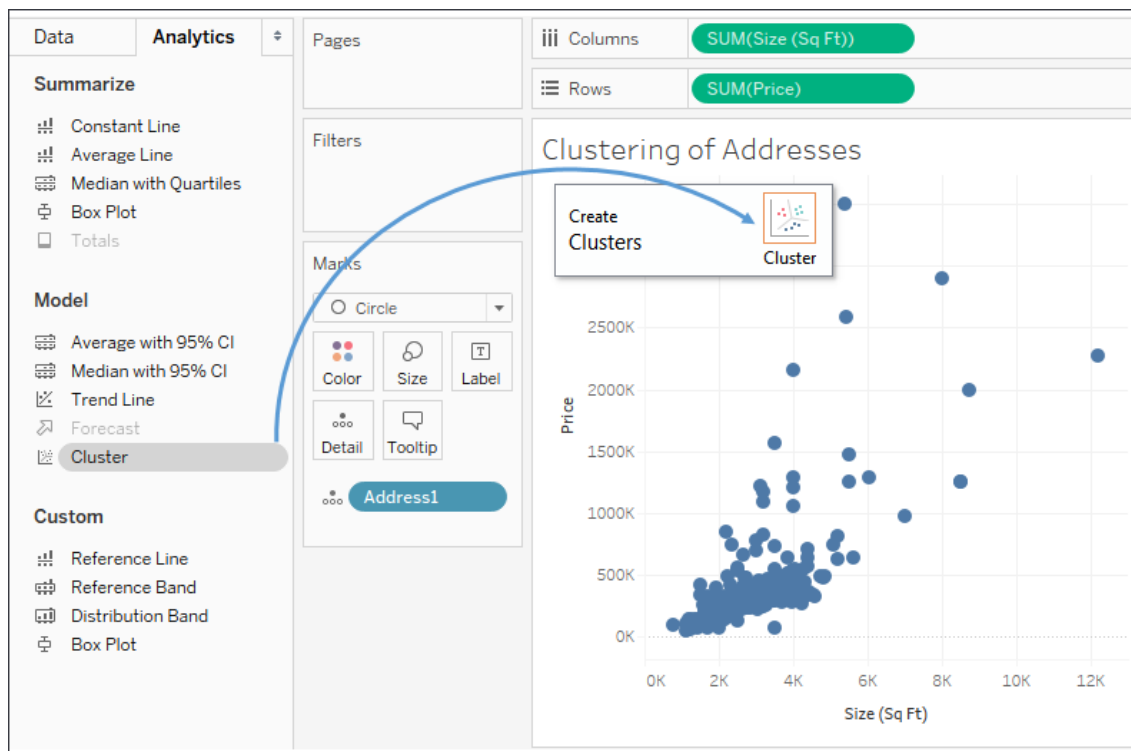 Data
Analytics
Summarize
Constant Line
Average Line
Median with Quartiles
Box Plot
Totals
Model
Average with 95% CI
Median with 95% CI
Trend Line
Forecast
Cluster
Custom
Reference Line
Reference Band
Distribution Band
Box Plot
Pages
Filters
Marks
Circle
Color
Size
Label
Detail
Tooltip
Address1
Columns
SUM(Size (Sq Ft))
Rows
SUM(Price)
Clustering of Addresses
Create
Clusters
Cluster
Price
2500K
2000K
1500K
1000K
500K
0K
0K
2K
4K
6K
8K
10K
12K
Size (Sq Ft)